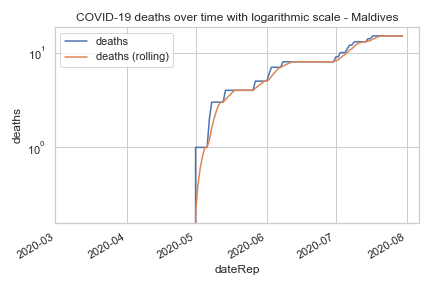 COVID-19 deaths over time with logarithmic scale - Maldives
deaths
deaths (rolling)
10¹
10⁰
deaths
2020-03
2020-04
2020-05
2020-06
2020-07
2020-08
dateRep